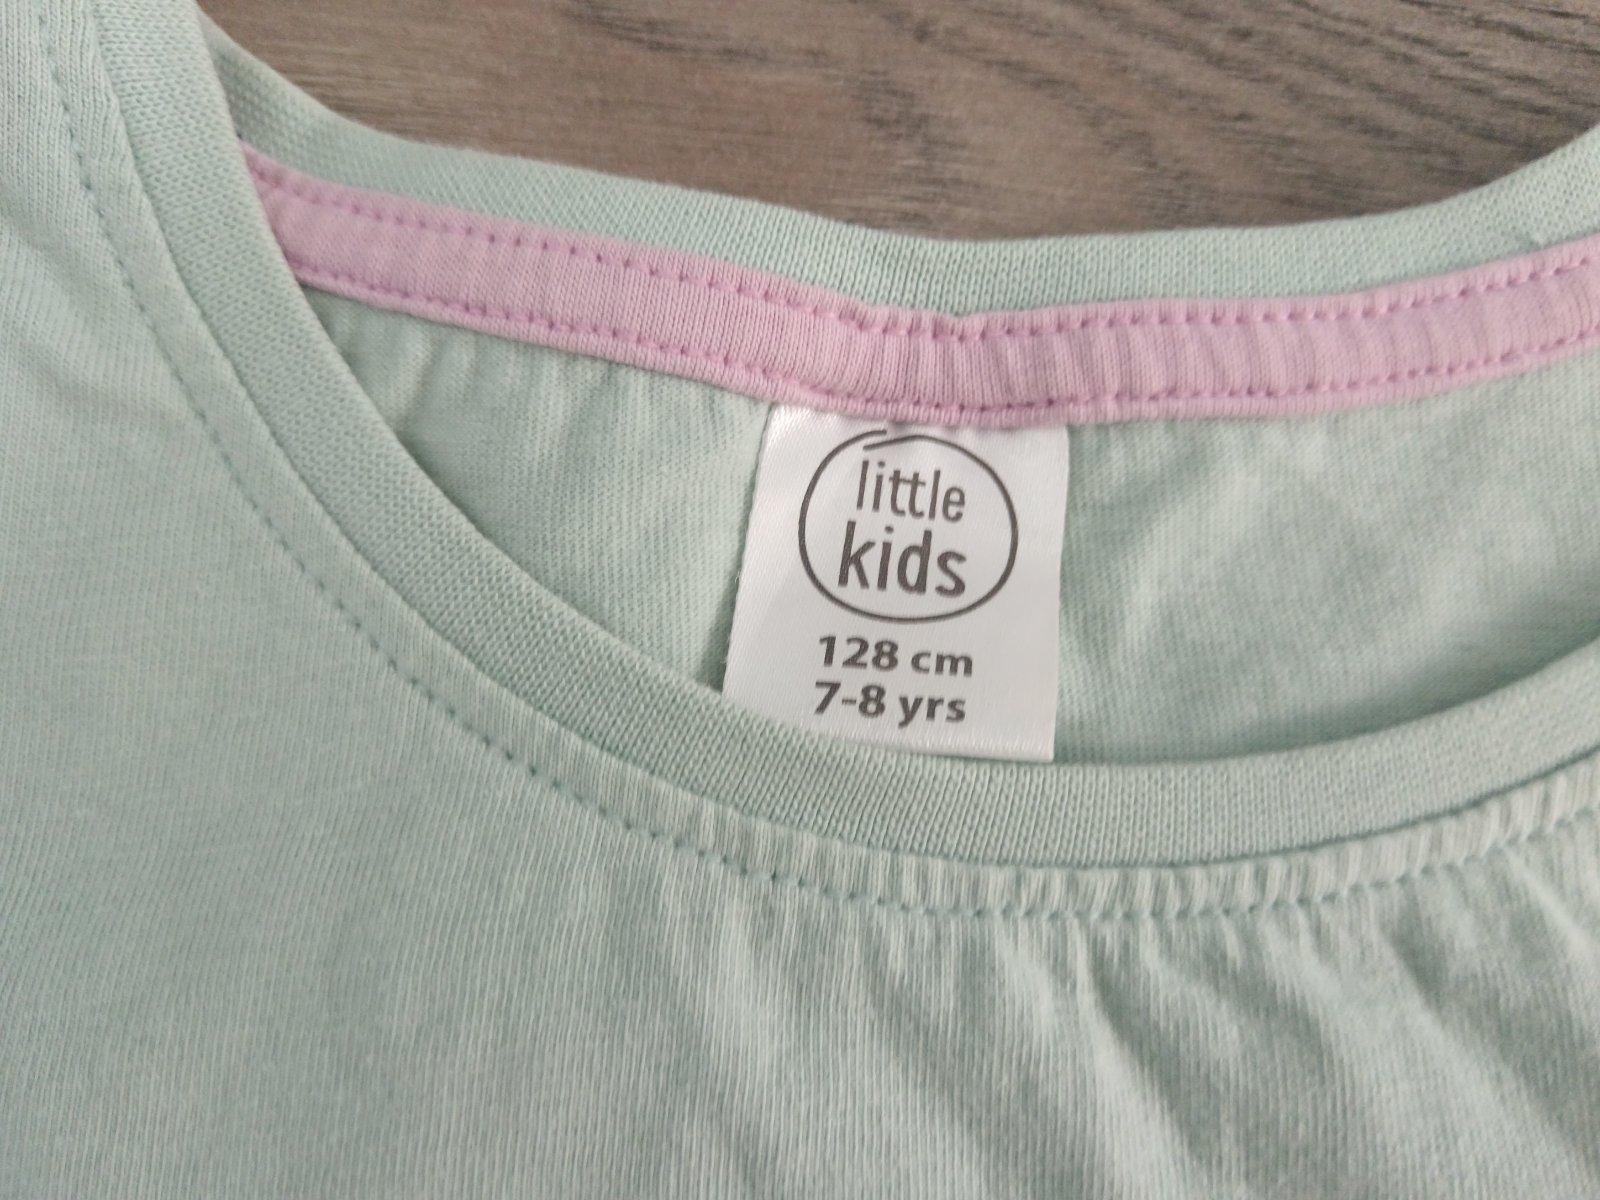 little
kids
128 cm
7-8 yrs